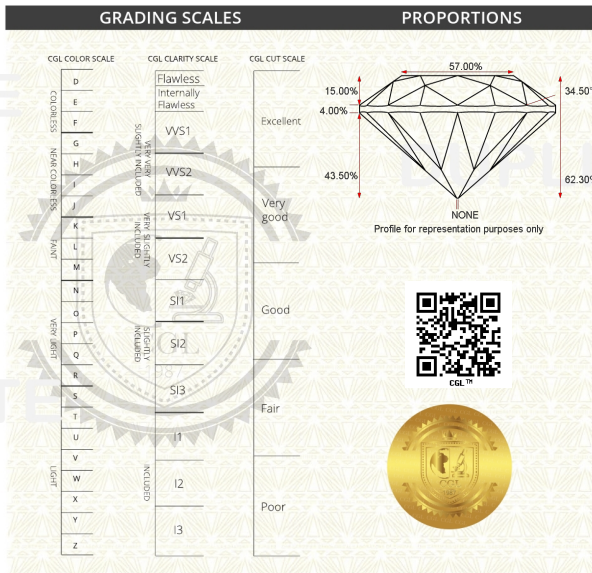 GRADING SCALES
CGL COLOR SCALE
D
E
F
G
H
I
J
K
L
M
N
O
P
Q
R
S
T
U
V
W
X
Y
Z
COLORLESS
NEAR COLORLESS
TAINT
VERY LIGHT
LIGHT
CGL CLARITY SCALE
Flawless
Internally
Flawless
VVS1
VVS2
VS1
VS2
SI1
SI2
SI3
I1
I2
I3
VERY VERY
SLIGHTLY INCLUDED
VERY SLIGHTLY
INCLUDED
SLIGHTLY
INCLUDED
INCLUDED
CGL CUT SCALE
Excellent
Very
good
Good
Fair
Poor
CGL
PROPORTIONS
57.00%
15.00%
34.50%
4.00%
43.50%
62.30%
NONE
Profile for representation purposes only
CGL™
CGL